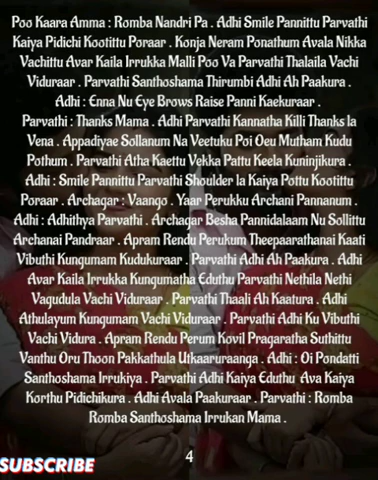 Poo Kaara Amma : Romba Nandri Pa . Adhi Smile Pannittu Parvathi
Kaiya Pidichi Kootittu Poraar . Konja Neram Ponathum Avala Nikka
Vachittu Avar Kaila Irrukka Malli Poo Va Parvathi Thalaila Vachi
Viduraar . Parvathi Santhoshama Thirumbi Adhi Ah Paakura .
Adhi : Enna Nu Eye Brows Raise Panni Kaekuraar .
Parvathi : Thanks Mama . Adhi Parvathi Kannatha Killi Thanks la
Vena . Appadiyae Sollanum Na Veetuku Poi Oeu Mutham Kudu
Pothum . Parvathi Atha Kaettu Vekka Pattu Keela Kuninjikura .
Adhi : Smile Pannittu Parvathi Shoulder la Kaiya Pottu Kootittu
Poraar . Archagar : Vaango . Yaar Perukku Archani Pannanum .
Adhi : Adhithya Parvathi . Archagar Besha Pannidalaam Nu Sollittu
Archanai Pandraar . Apram Rendu Perukum Theepaarathanai Kaati
Vibuthi Kungumam Kudukuraar . Parvathi Adhi Ah Paakura . Adhi
Avar Kaila Irrukka Kungumatha Eduthu Parvathi Nethila Nethi
Vagudula Vachi Viduraar . Parvathi Thaali Ah Kaatura . Adhi
Athulayum Kungumam Vachi Viduraar . Parvathi Adhi Ku Vibuthi
Vachi Vidura . Apram Rendu Perum Kovil Pragaratha Suthittu
Vanthu Oru Thoon Pakkathula Utkaaruraanga . Adhi : Oi Pondatti
Santhoshama Irrukiya . Parvathi Adhi Kaiya Eduthu Ava Kaiya
Korthu Pidichikura . Adhi Avala Paakuraar . Parvathi : Romba
Romba Santhoshama Irrukan Mama .
4
SUBSCRIBE